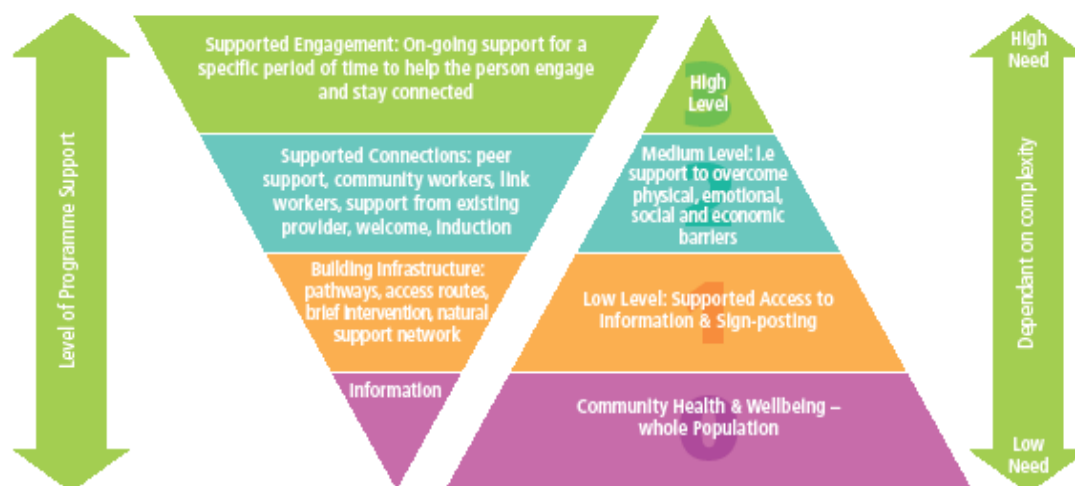 Level of Programme Support
Supported Engagement: On-going support for a
specific period of time to help the person engage
and stay connected
Supported Connections: peer
support, community workers, link
workers, support from existing
provider, welcome, induction
Building Infrastructure:
pathways, access routes,
brief intervention, natural
support network
Information
3
High
Level
2
Medium Level: i.e
support to overcome
physical, emotional,
social and economic
barriers
1
Low Level: Supported Access to
Information & Sign-posting
0
Community Health & Wellbeing –
whole Population
High
Need
Dependant on complexity
Low
Need